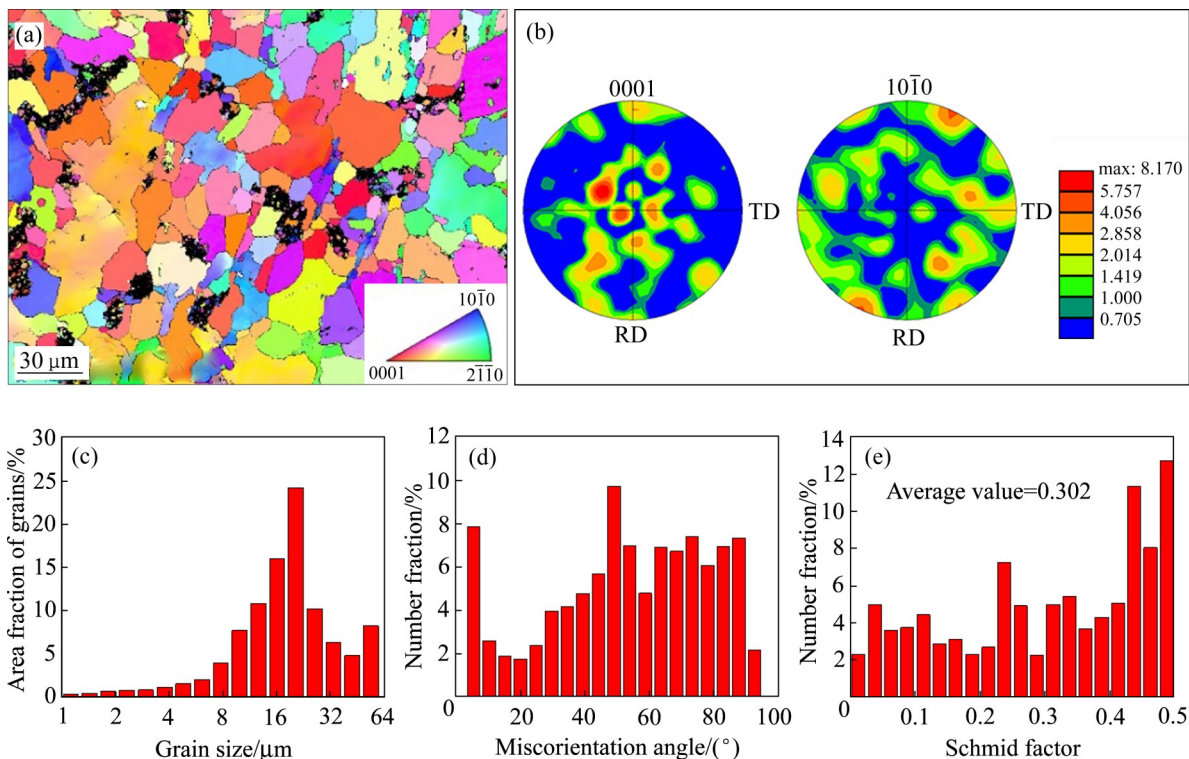 (a)
30 μm
101̄0
0001
21̄1̄0
(b)
0001
TD
RD
101̄0
TD
RD
max: 8.170
5.757
4.056
2.858
2.014
1.419
1.000
0.705
(c)
Area fraction of grains/%
30
25
20
15
10
5
0
1 2 4 8 16 32 64
Grain size/μm
(d)
Number fraction/%
12
10
8
6
4
2
20 40 60 80 100
Miscorientation angle/(°)
(e)
Average value=0.302
Number fraction/%
14
12
10
8
6
4
2
0 0.1 0.2 0.3 0.4 0.5
Schmid factor